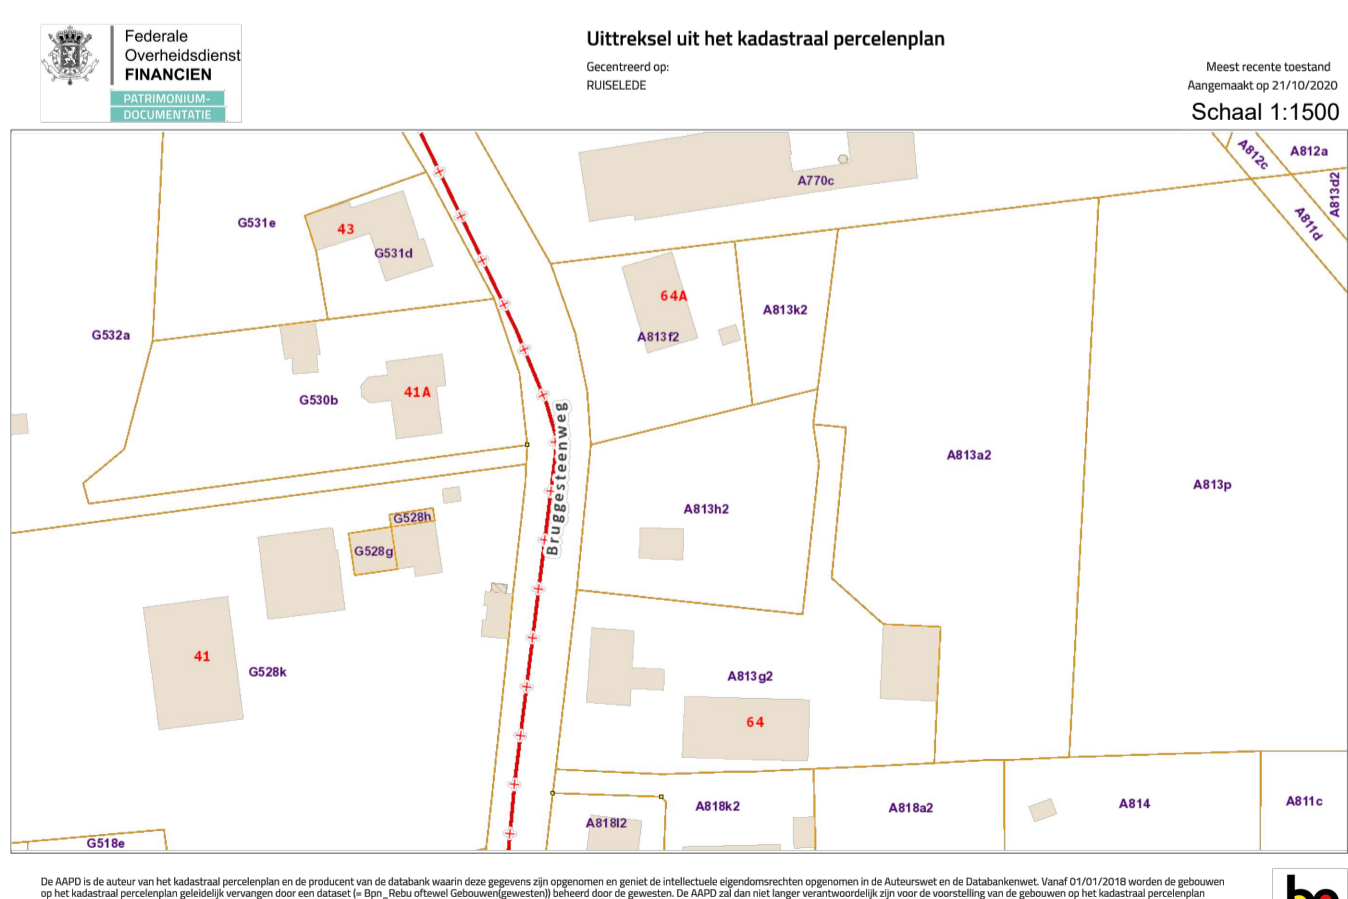 Federale
Overheidsdienst
FINANCIEN
PATRIMONIUM-
DOCUMENTATIE
Uittreksel uit het kadastraal percelenplan
Gecentreerd op:
RUISELEDE
Meest recente toestand
Aangemaakt op 21/10/2020
Schaal 1:1500
A812c
A812a
A770c
A813d2
A811d
G531e
43
G531d
64A
A813k2
G532a
A813f2
41A
G530b
Bruggesteenweg
A813a2
A813p
A813h2
G528h
G528g
41
G528k
A813g2
64
A818k2
A818a2
A814
A811c
A818l2
G518e
De AAPD is de auteur van het kadastraal percelenplan en de producent van de databank waarin deze gegevens zijn opgenomen en geniet de intellectuele eigendomsrechten opgenomen in de Auteurswet en de Databankenwet. Vanaf 01/01/2018 worden de gebouwen
op het kadastraal percelenplan geleidelijk vervangen door een dataset (= Bpn_Rebu oftewel Gebouwen(gewesten)) beheerd door de gewesten. De AAPD zal dan niet langer verantwoordelijk zijn voor de voorstelling van de gebouwen op het kadastraal percelenplan